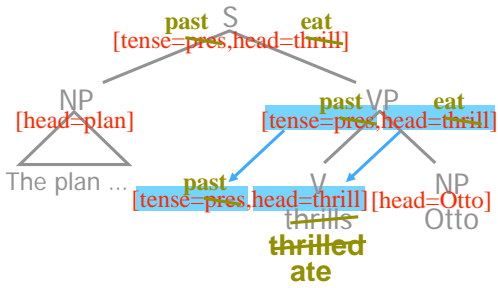 S
past eat
[tense=pres,head=thrill]
NP VP
past eat
[head=plan] [tense=pres,head=thrill]
The plan ... V NP
past
[tense=pres,head=thrill] [head=Otto]
thrills Otto
thrilled
ate